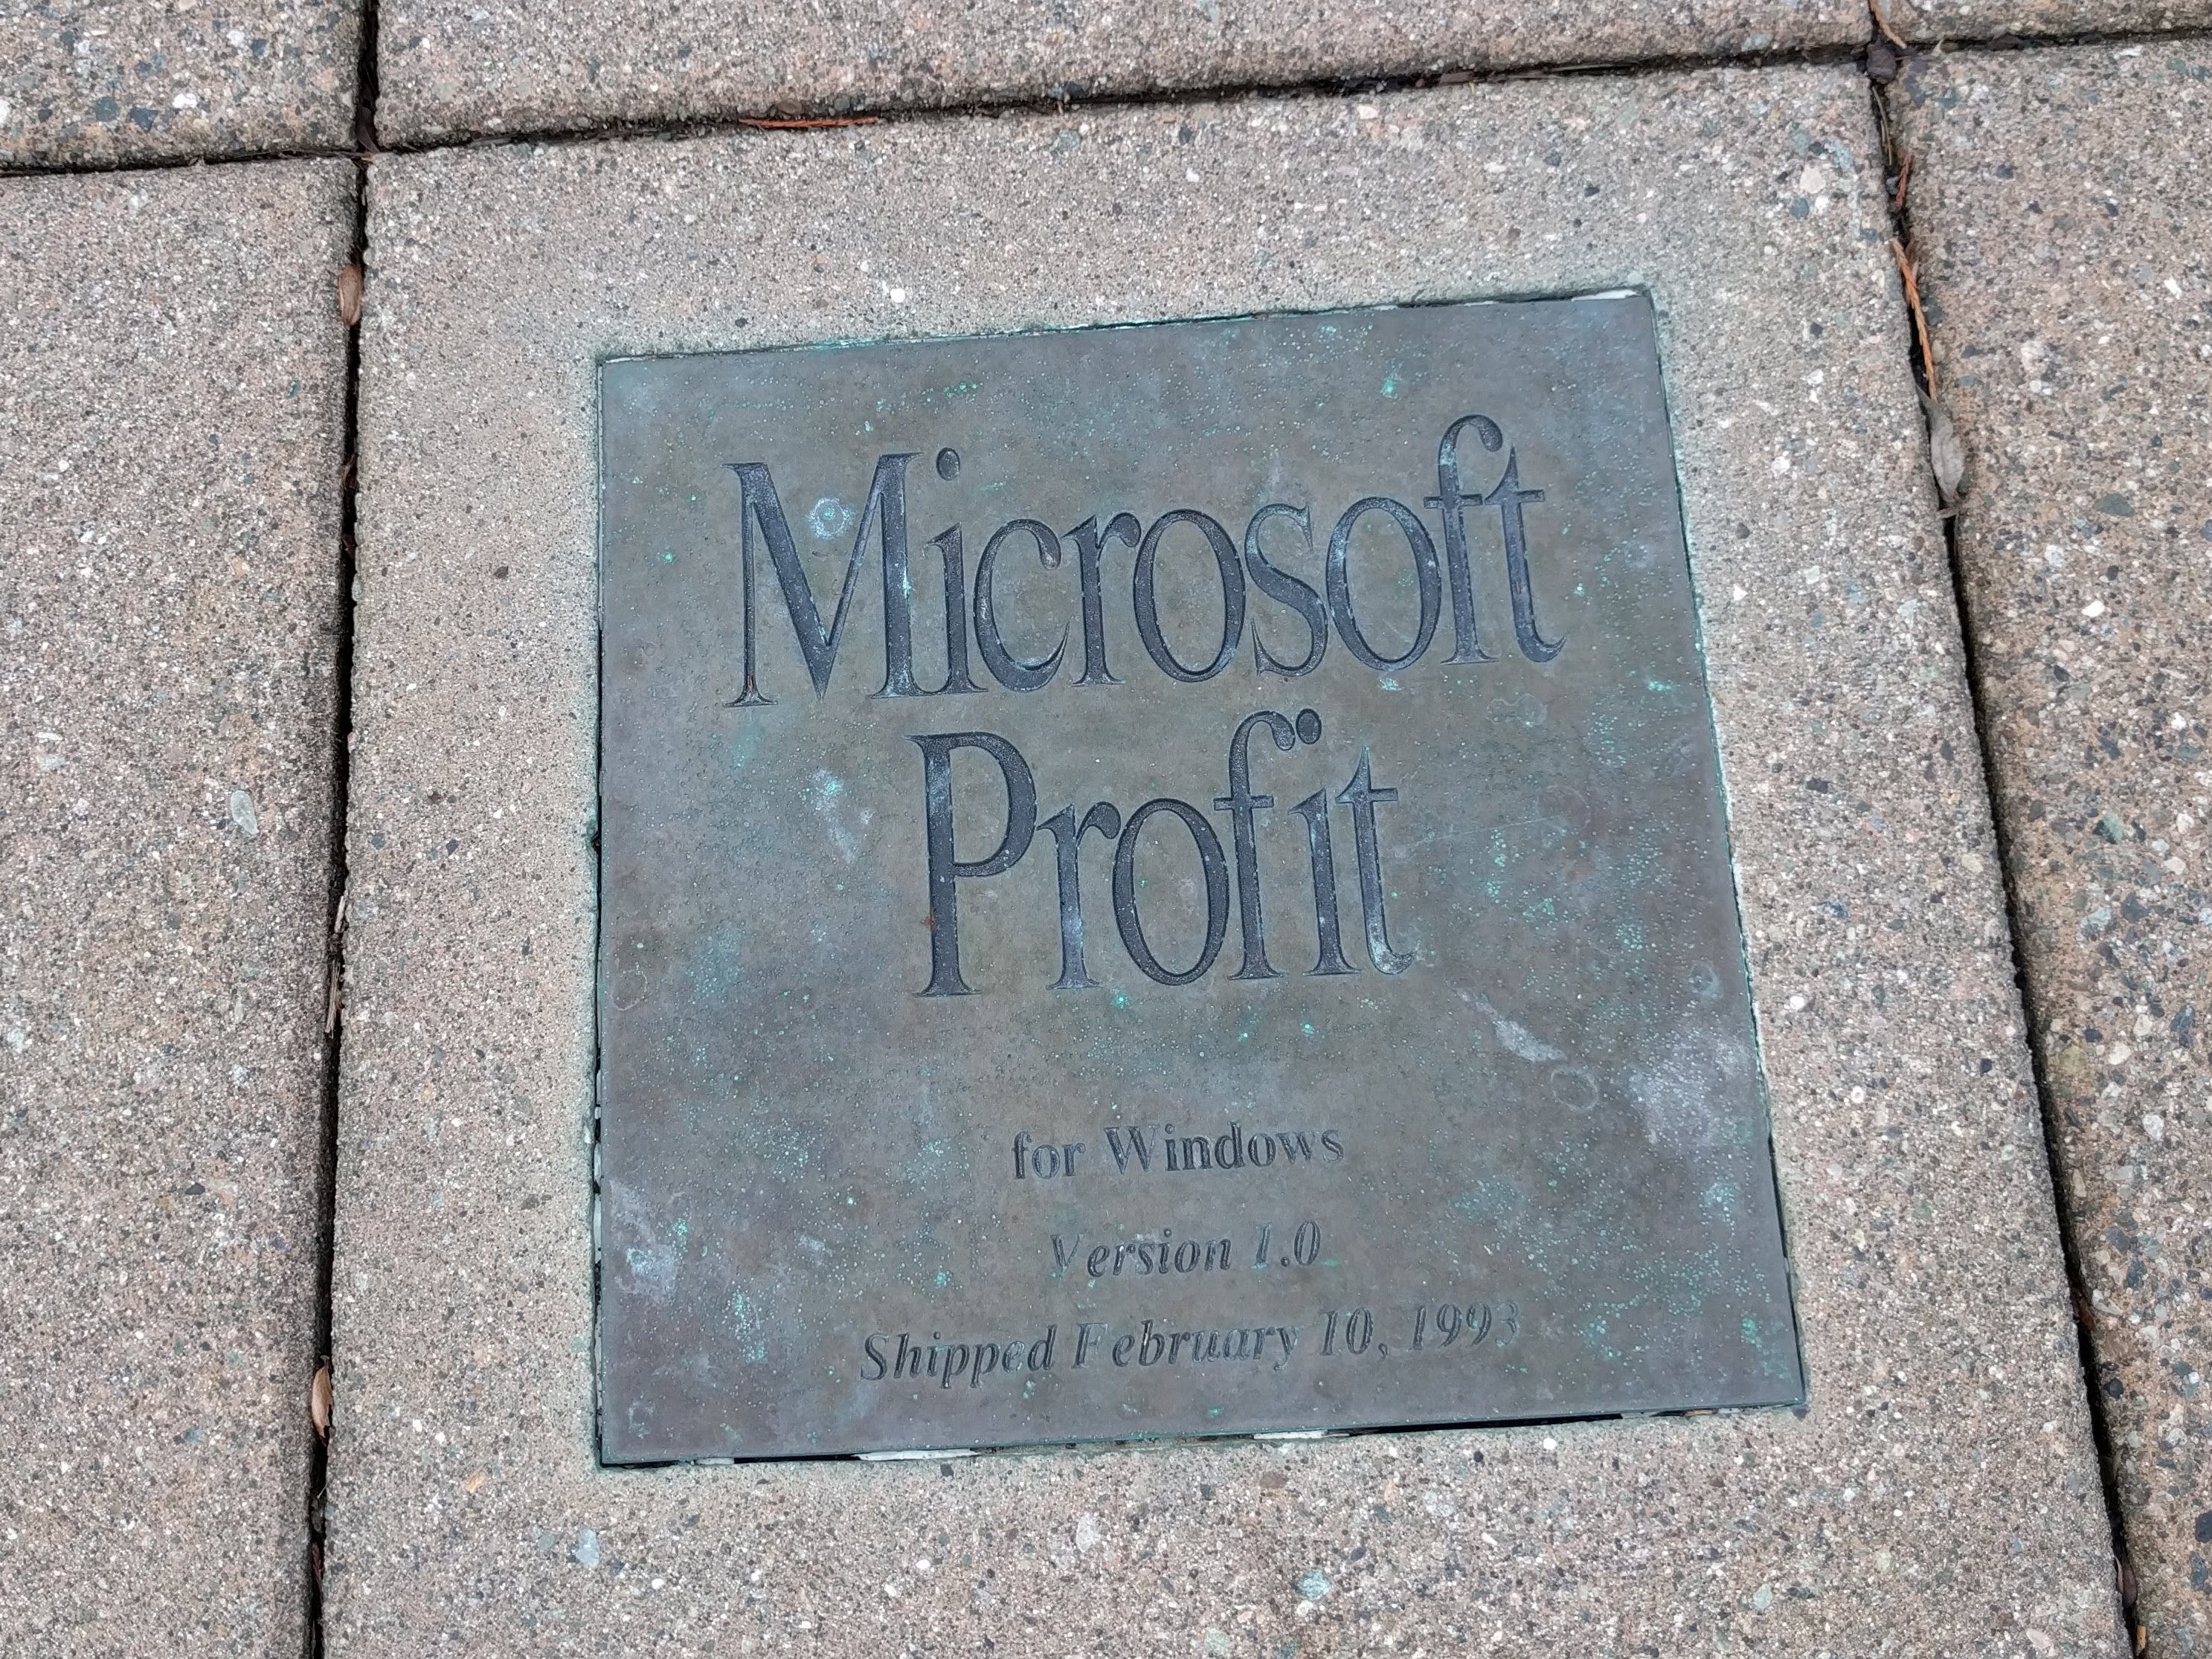 Microsoft
Profit
for Windows
Version 1.0
Shipped February 10, 1993